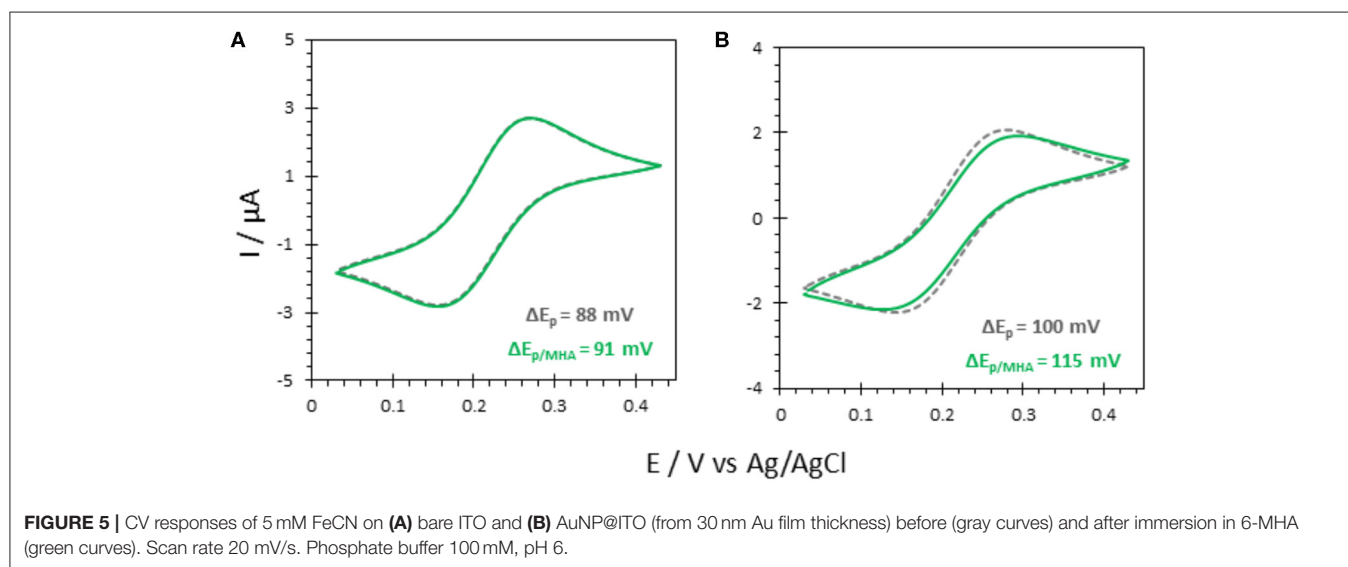 A
B
5
3
1
-1
-3
-5
I / µA
0
0.1
0.2
0.3
0.4
ΔEp = 88 mV
ΔEp/MHA = 91 mV
4
2
0
-2
-4
0
0.1
0.2
0.3
0.4
ΔEp = 100 mV
ΔEp/MHA = 115 mV
E / V vs Ag/AgCl
FIGURE 5 | CV responses of 5 mM FeCN on (A) bare ITO and (B) AuNP@ITO (from 30 nm Au film thickness) before (gray curves) and after immersion in 6-MHA
(green curves). Scan rate 20 mV/s. Phosphate buffer 100 mM, pH 6.